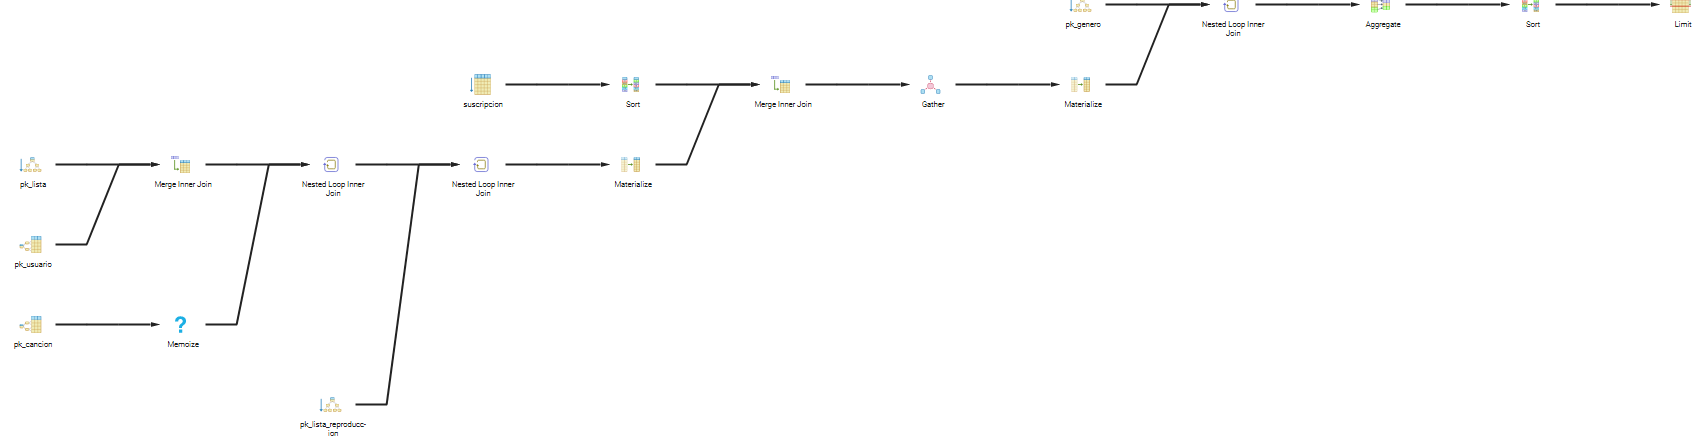 pk_genero
Nested Loop Inner
Join
Aggregate
Sort
Limit
suscripcion
Sort
Merge Inner Join
Gather
Materialize
pk_lista
Merge Inner Join
Nested Loop Inner
Join
Nested Loop Inner
Join
Materialize
pk_usuario
pk_cancion
?
Memoize
pk_lista_reproducc-
ion